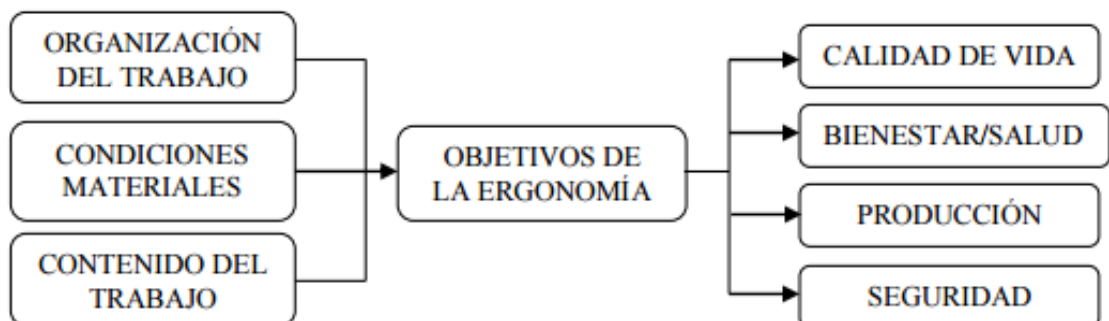 ORGANIZACIÓN
DEL TRABAJO
CONDICIONES
MATERIALES
CONTENIDO DEL
TRABAJO
OBJETIVOS DE
LA ERGONOMÍA
CALIDAD DE VIDA
BIENESTAR/SALUD
PRODUCCIÓN
SEGURIDAD